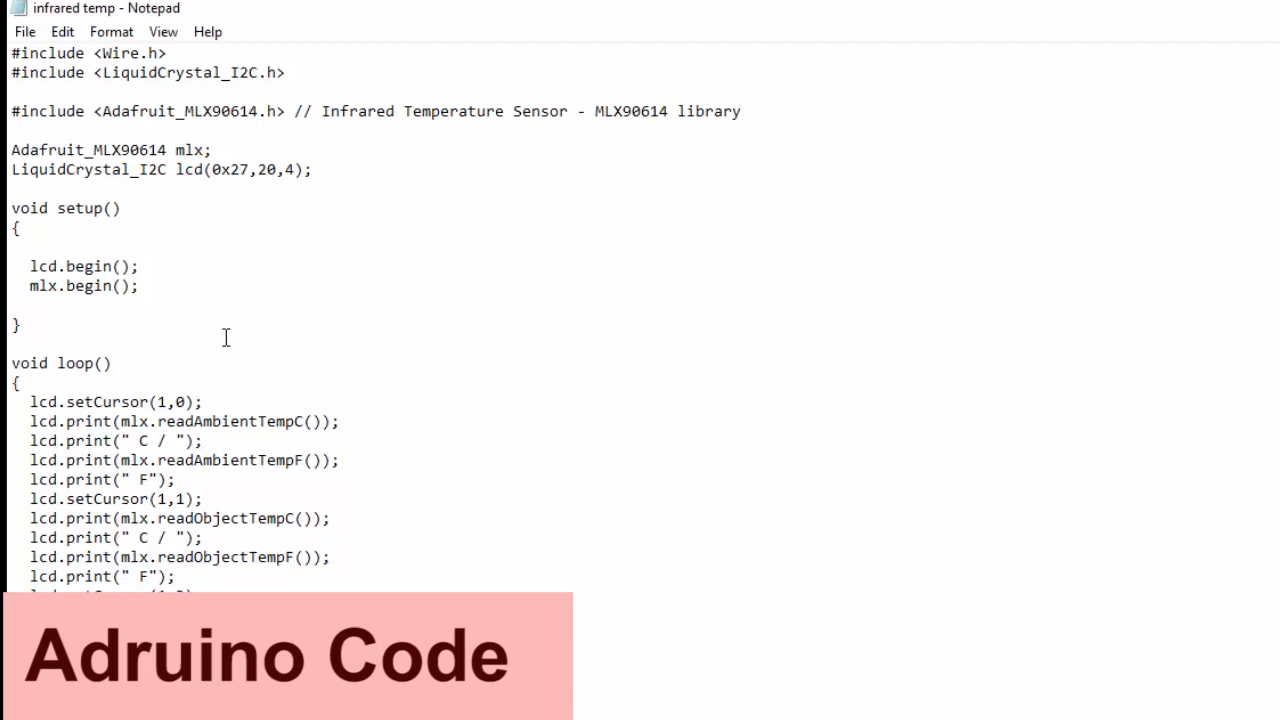 infrared temp - Notepad
File Edit Format View Help
#include <Wire.h>
#include <LiquidCrystal_I2C.h>
#include <Adafruit_MLX90614.h> // Infrared Temperature Sensor - MLX90614 library
Adafruit_MLX90614 mlx;
LiquidCrystal_I2C lcd(0x27,20,4);
void setup()
{
lcd.begin();
mlx.begin();
}
void loop()
{
lcd.setCursor(1,0);
lcd.print(mlx.readAmbientTempC());
lcd.print(" C / ");
lcd.print(mlx.readAmbientTempF());
lcd.print(" F");
lcd.setCursor(1,1);
lcd.print(mlx.readObjectTempC());
lcd.print(" C / ");
lcd.print(mlx.readObjectTempF());
lcd.print(" F");
Adruino Code